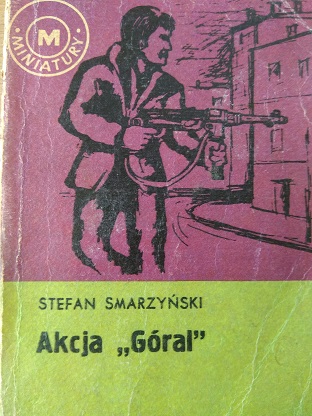 M
MINIATURY
STEFAN SMARZYŃSKI
Akcja „Góral”